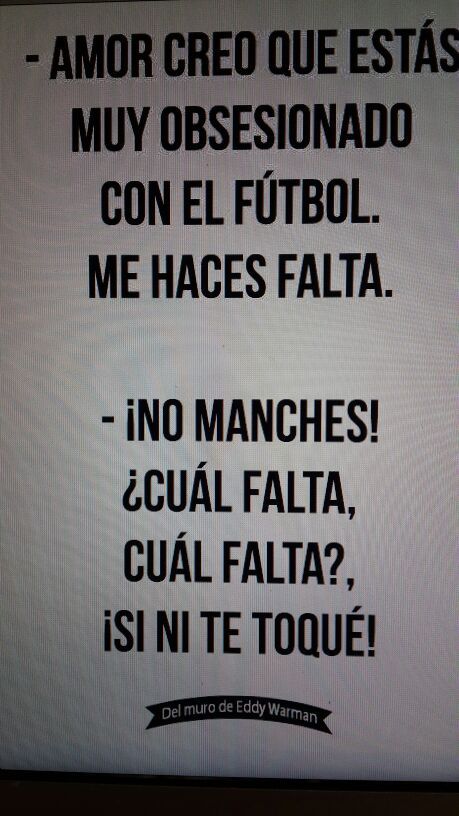 - AMOR CREO QUE ESTÁS
MUY OBSESIONADO
CON EL FÚTBOL.
ME HACES FALTA.
- ¡NO MANCHES!
¿CUÁL FALTA,
CUÁL FALTA?,
¡SI NI TE TOQUÉ!
Del muro de Eddy Warman